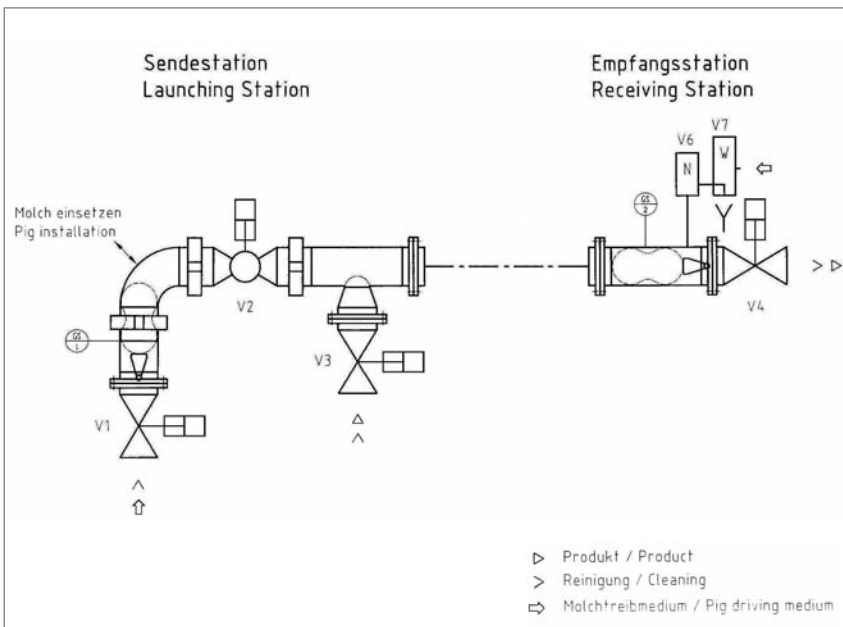 Sendestation
Launching Station
Empfangsstation
Receiving Station
V7
V6
W
N
GS
2
Molch einsetzen
Pig installation
V2
V4
GS
1
V3
V1
Produkt / Product
Reinigung / Cleaning
Molchtreibmedium / Pig driving medium